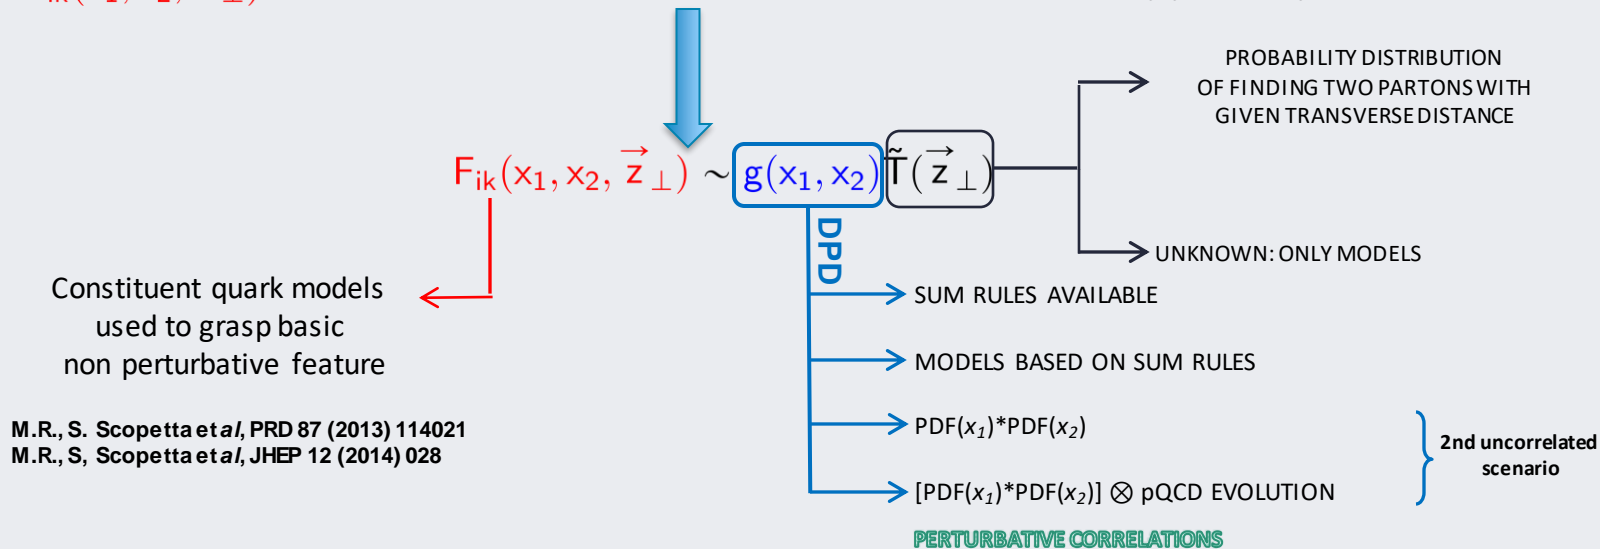 PROBABILITY DISTRIBUTION
OF FINDING TWO PARTONS WITH
GIVEN TRANSVERSE DISTANCE
F_ik(x_1, x_2, z⃗_⊥) ~ g(x_1, x_2) T̃(z⃗_⊥)
DPD
UNKNOWN: ONLY MODELS
Constituent quark models
used to grasp basic
non perturbative feature
SUM RULES AVAILABLE
MODELS BASED ON SUM RULES
M.R., S. Scopetta et al, PRD 87 (2013) 114021
M.R., S, Scopetta et al, JHEP 12 (2014) 028
PDF(x_1)*PDF(x_2)
[PDF(x_1)*PDF(x_2)] ⊗ pQCD EVOLUTION
2nd uncorrelated
scenario
PERTURBATIVE CORRELATIONS